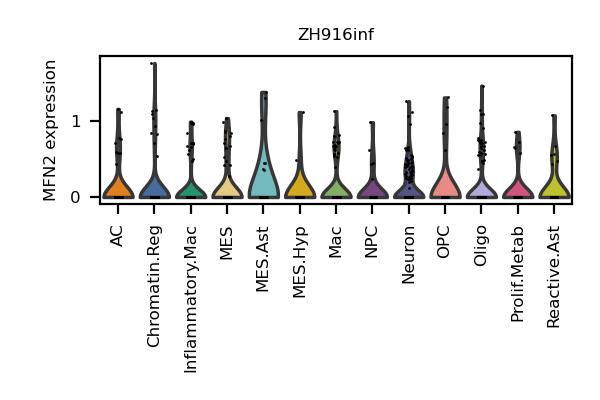 ZH916inf
MFN2 expression
1
0
AC
Chromatin.Reg
Inflammatory.Mac
MES
MES.Ast
MES.Hyp
Mac
NPC
Neuron
OPC
Oligo
Prolif.Metab
Reactive.Ast